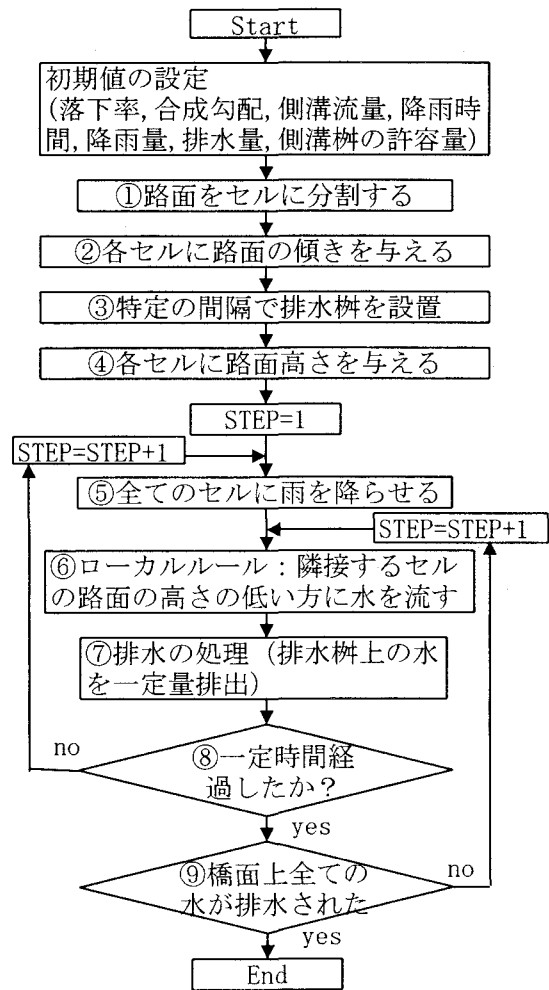 Start
初期値の設定
(落下率,合成勾配,側溝流量,降雨時
間,降雨量,排水量,側溝桝の許容量)
①路面をセルに分割する
②各セルに路面の傾きを与える
③特定の間隔で排水桝を設置
④各セルに路面高さを与える
STEP=1
STEP=STEP+1
⑤全てのセルに雨を降らせる
STEP=STEP+1
⑥ローカルルール：隣接するセル
の路面の高さの低い方に水を流す
⑦排水の処理（排水桝上の水
を一定量排出）
no
⑧一定時間経
過したか？
yes
⑨橋面上全ての
水が排水された
no
yes
End